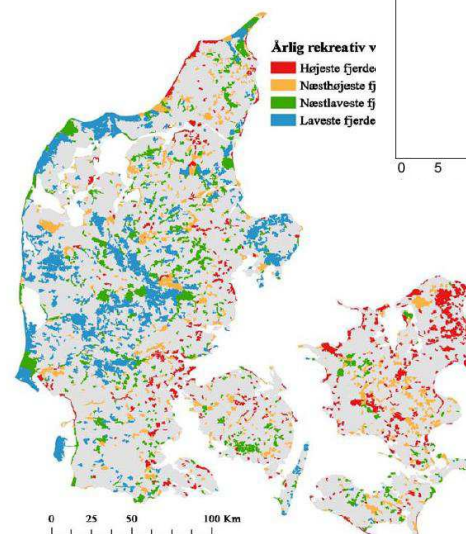 Årlig rekreativ v
Højeste fjerde
Næsthøjeste fj
Næstlaveste fj
Laveste fjerde
0 5
0 25 50 100 Km